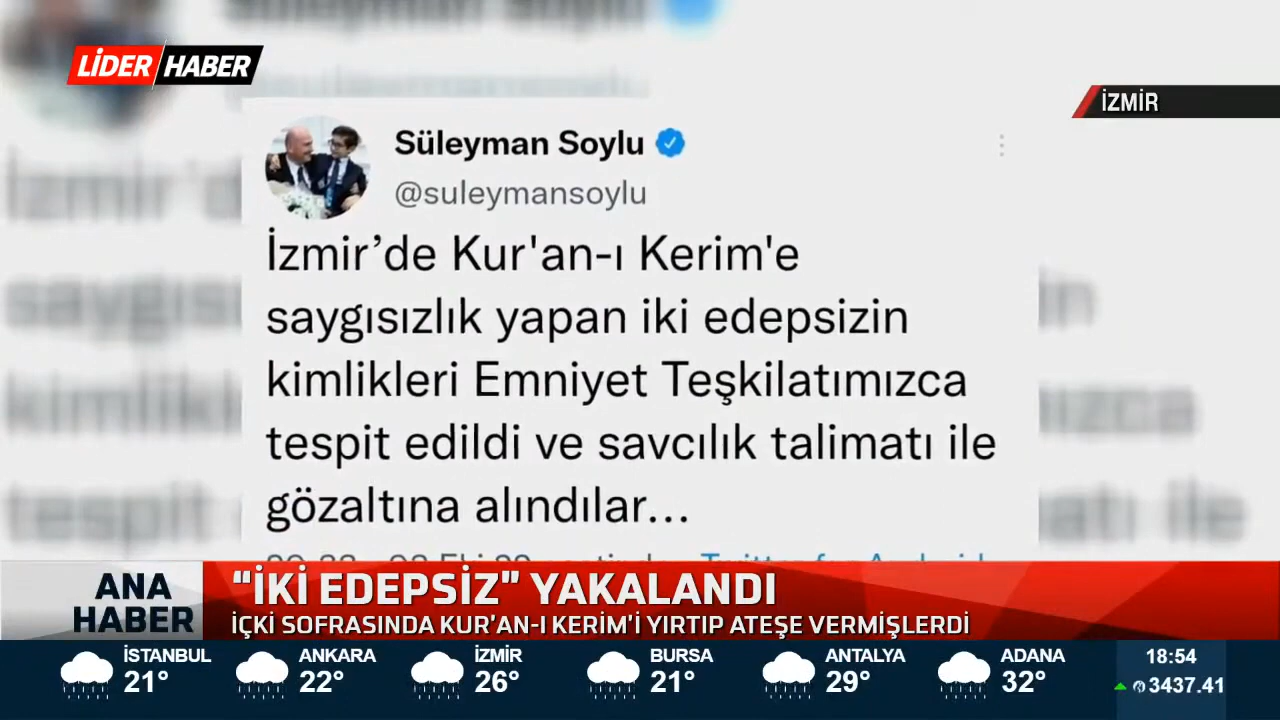 LİDER HABER
İZMİR
Süleyman Soylu
@suleymansoylu
İzmir’de Kur'an-ı Kerim'e
saygısızlık yapan iki edepsizin
kimlikleri Emniyet Teşkilatımızca
tespit edildi ve savcılık talimatı ile
gözaltına alındılar...
Twitter for Android
ANA
HABER
"İKİ EDEPSİZ" YAKALANDI
İÇKİ SOFRASINDA KUR'AN-I KERİM'İ YIRTIP ATEŞE VERMİŞLERDİ
İSTANBUL
21°
ANKARA
22°
İZMİR
26°
BURSA
21°
ANTALYA
29°
ADANA
32°
18:54
3437.41